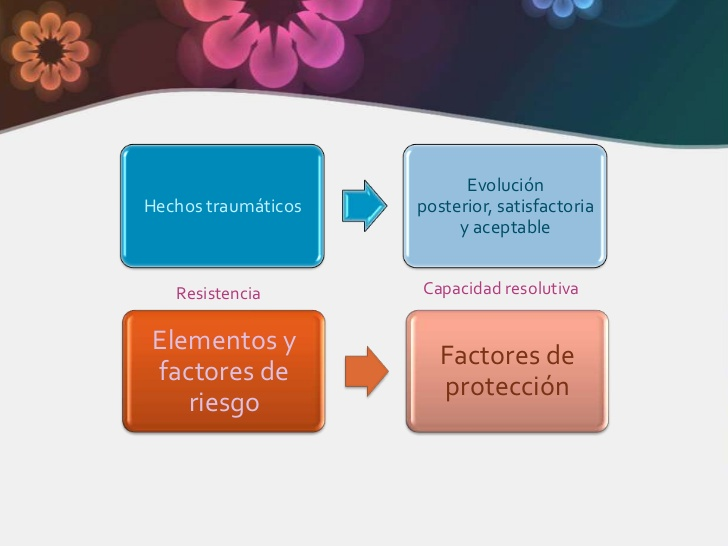 Hechos traumáticos
Evolución
posterior, satisfactoria
y aceptable
Resistencia
Capacidad resolutiva
Elementos y
factores de
riesgo
Factores de
protección